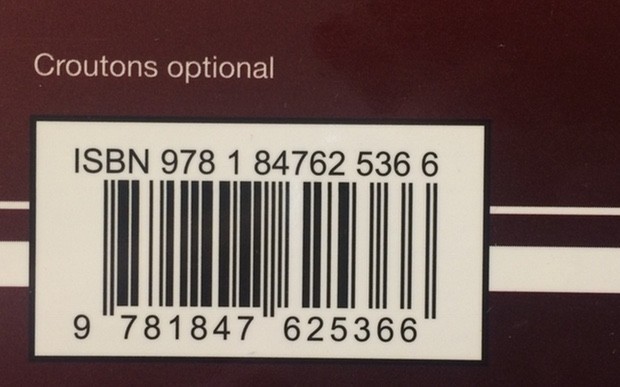 Croutons optional
ISBN 978 1 84762 536 6
9 781847 625366